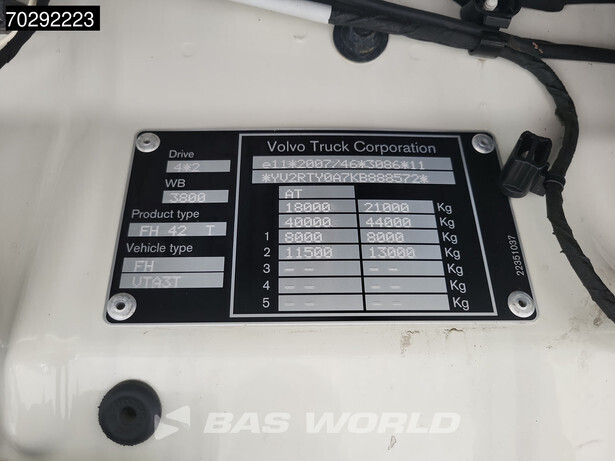 70292223
Volvo Truck Corporation
Drive
4*2
WB
3800
Product type
FH 42 T
Vehicle type
FH
VTA3T
e11*2007/46*3086*11
*YV2RTY0A7KB888572*
AT
18000 21000 Kg
40000 44000 Kg
1 8000 8000 Kg
2 11500 13000 Kg
3 -- -- Kg
4 -- -- Kg
5 -- -- Kg
22351037
BAS WORLD